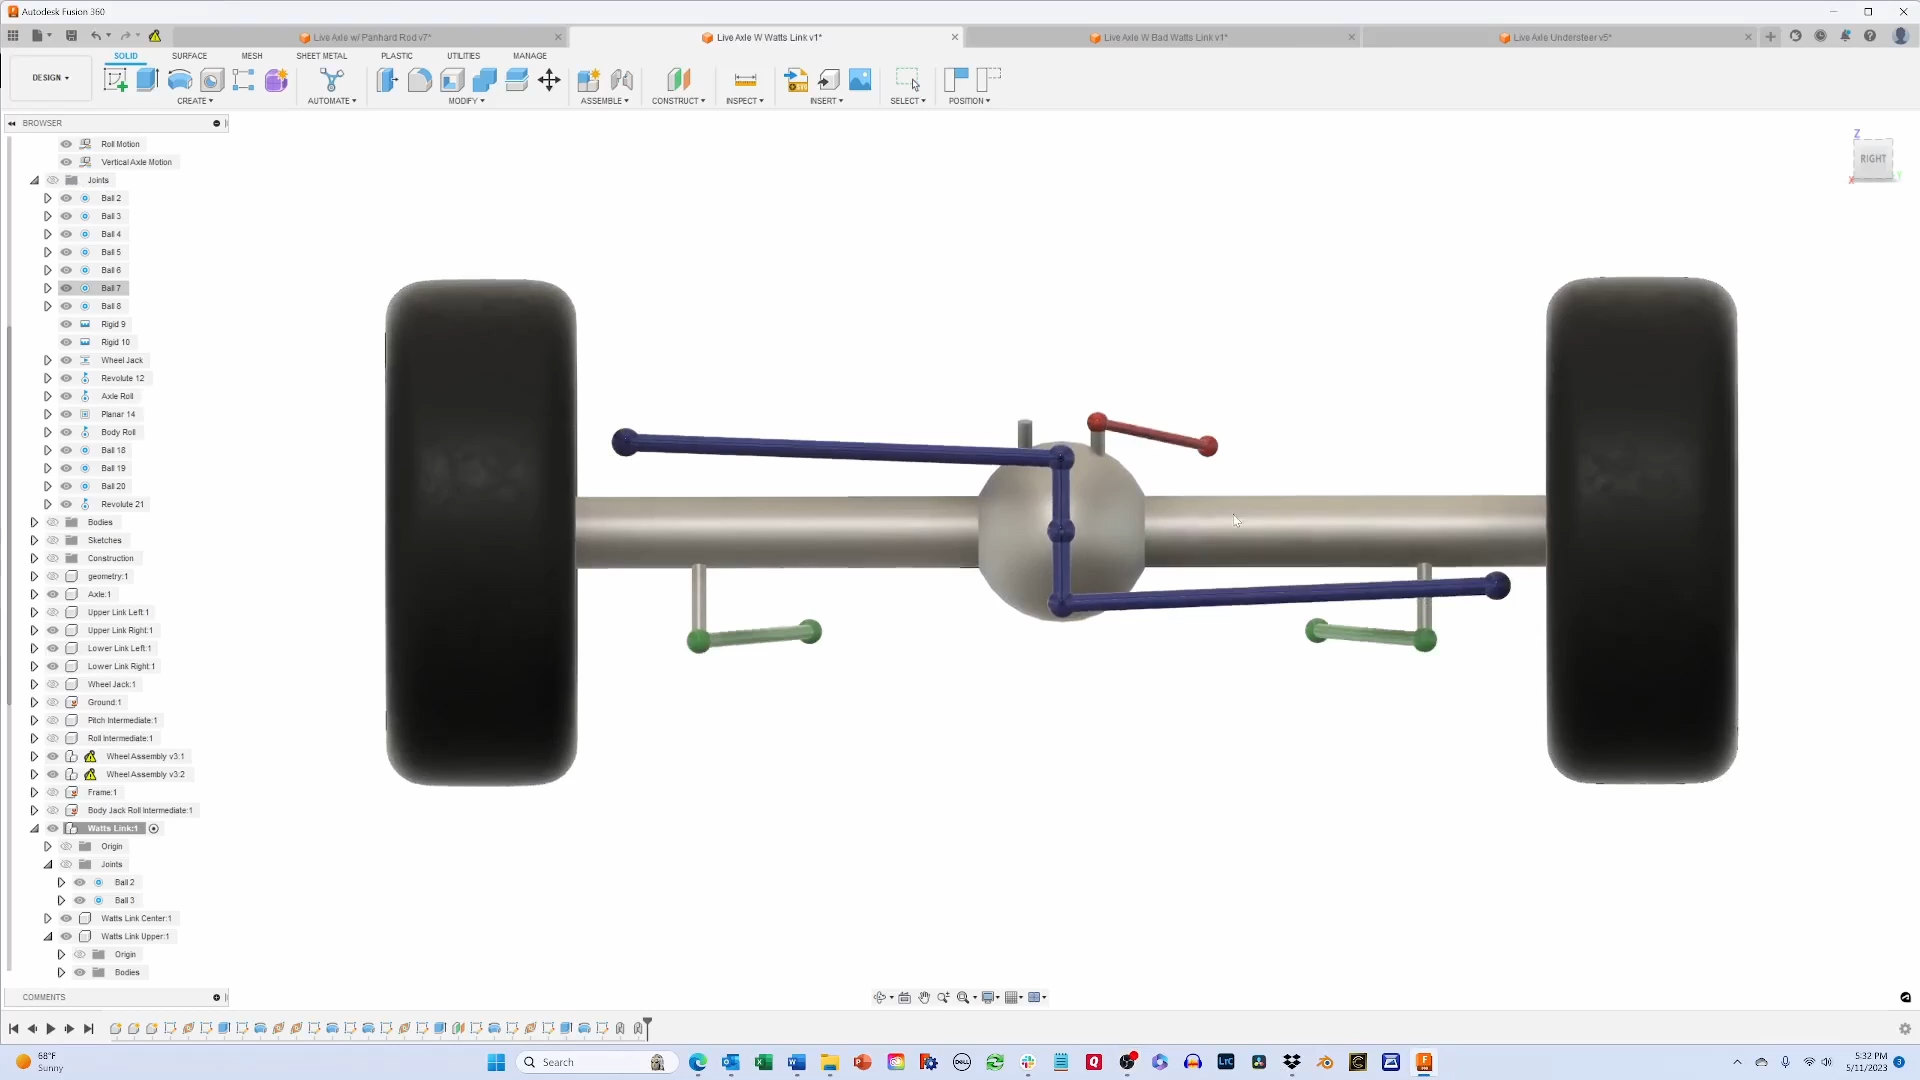 Autodesk Fusion 360
Live Axle w/ Panhard Rod v7*
Live Axle W Watts Link v1*
Live Axle W Bad Watts Link v1*
Live Axle Understeer v5*
SOLID SURFACE MESH SHEET METAL PLASTIC UTILITIES MANAGE
DESIGN
CREATE AUTOMATE MODIFY ASSEMBLE CONSTRUCT INSPECT INSERT SELECT POSITION
BROWSER
Roll Motion
Vertical Axle Motion
Joints
Ball 2
Ball 3
Ball 4
Ball 5
Ball 6
Ball 7
Ball 8
Rigid 9
Rigid 10
Wheel Jack
Revolute 12
Axle Roll
Planar 14
Body Roll
Ball 18
Ball 19
Ball 20
Revolute 21
Bodies
Sketches
Construction
geometry:1
Axle:1
Upper Link Left:1
Upper Link Right:1
Lower Link Left:1
Lower Link Right:1
Wheel Jack:1
Ground:1
Pitch Intermediate:1
Roll Intermediate:1
Wheel Assembly v3:1
Wheel Assembly v3:2
Frame:1
Body Jack Roll Intermediate:1
Watts Link:1
Origin
Joints
Ball 2
Ball 3
Watts Link Center:1
Watts Link Upper:1
Origin
Bodies
Z
RIGHT
X
Y
COMMENTS
68°F
Sunny
Search
DELL
LrC
5:32 PM
5/11/2023
3